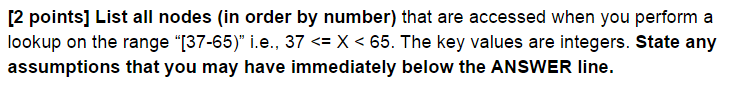 [2 points] List all nodes (in order by number) that are accessed when you perform a
lookup on the range “[37-65)” i.e., 37 <= X < 65. The key values are integers. State any
assumptions that you may have immediately below the ANSWER line.